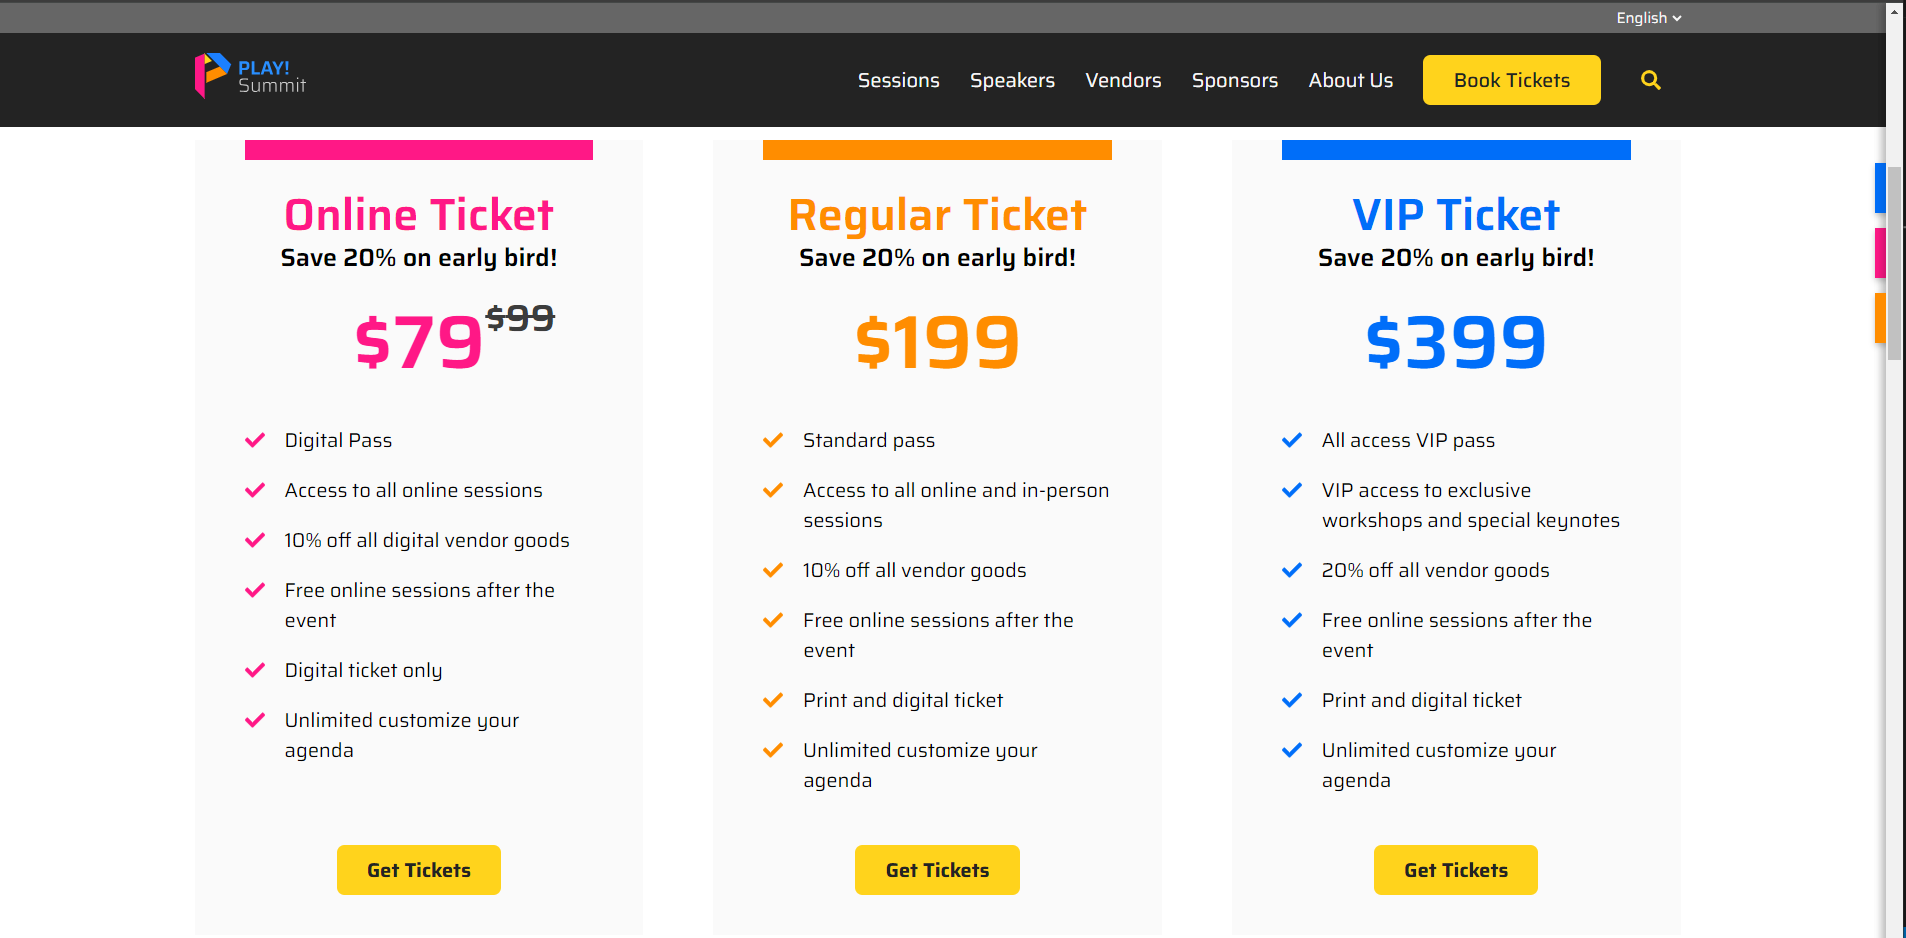 English
PLAY!
Summit
Sessions
Speakers
Vendors
Sponsors
About Us
Book Tickets
Online Ticket
Save 20% on early bird!
$79 $99
Digital Pass
Access to all online sessions
10% off all digital vendor goods
Free online sessions after the
event
Digital ticket only
Unlimited customize your
agenda
Get Tickets
Regular Ticket
Save 20% on early bird!
$199
Standard pass
Access to all online and in-person
sessions
10% off all vendor goods
Free online sessions after the
event
Print and digital ticket
Unlimited customize your
agenda
Get Tickets
VIP Ticket
Save 20% on early bird!
$399
All access VIP pass
VIP access to exclusive
workshops and special keynotes
20% off all vendor goods
Free online sessions after the
event
Print and digital ticket
Unlimited customize your
agenda
Get Tickets